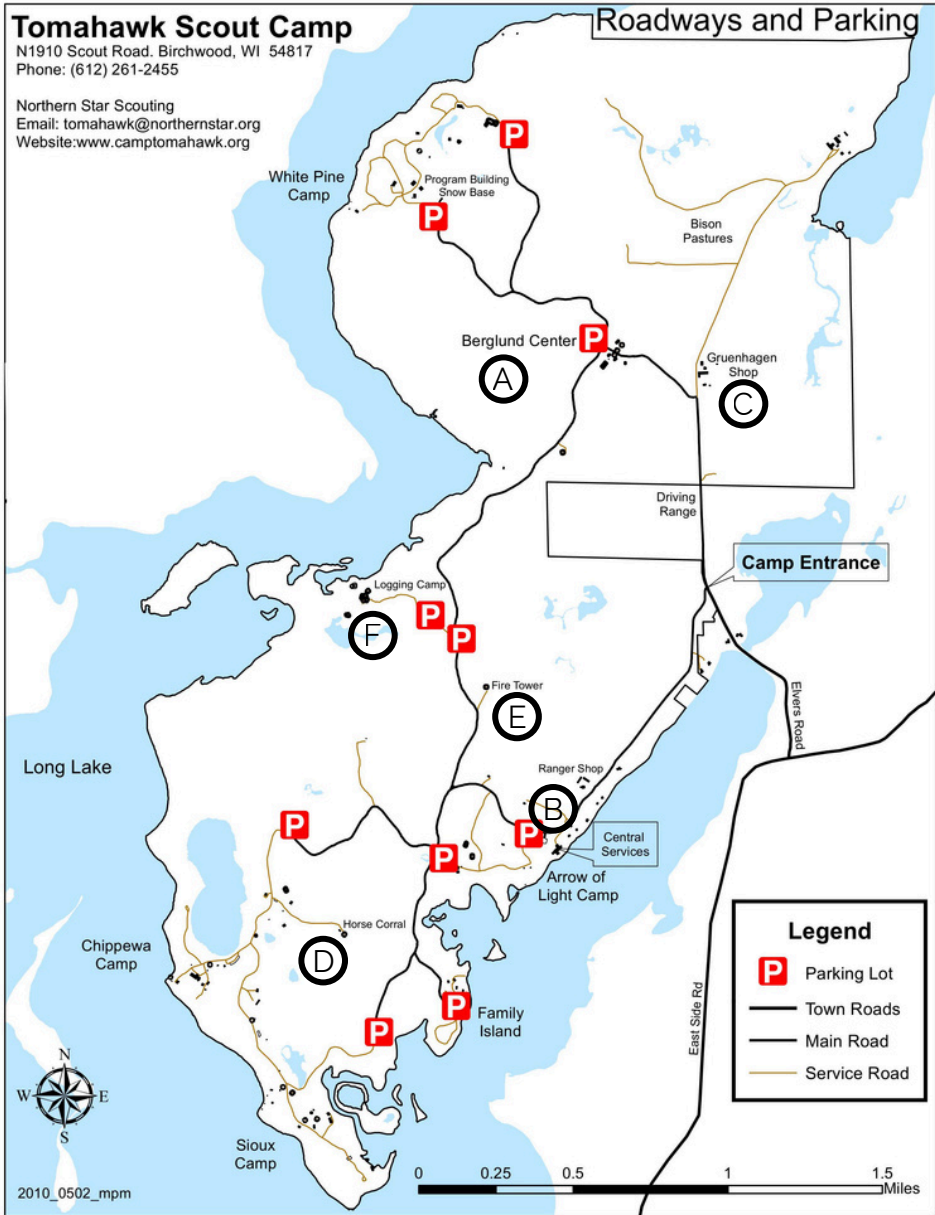 Tomahawk Scout Camp
N1910 Scout Road. Birchwood, WI 54817
Phone: (612) 261-2455
Northern Star Scouting
Email: tomahawk@northernstar.org
Website:www.camptomahawk.org
Roadways and Parking
P
White Pine
Camp
Program Building
Snow Base
P
Bison
Pastures
Berglund Center
P
A
Gruenhagen
Shop
C
Driving
Range
Camp Entrance
Logging Camp
P
P
F
Fire Tower
E
Elvers Road
Long Lake
Ranger Shop
B
P
P
P
Central
Services
Arrow of
Light Camp
Horse Corral
D
Chippewa
Camp
P
Family
Island
P
East Side Rd
Legend
P Parking Lot
Town Roads
Main Road
Service Road
N
W E
S
Sioux
Camp
0 0.25 0.5 1 1.5
Miles
2010_0502_mpm